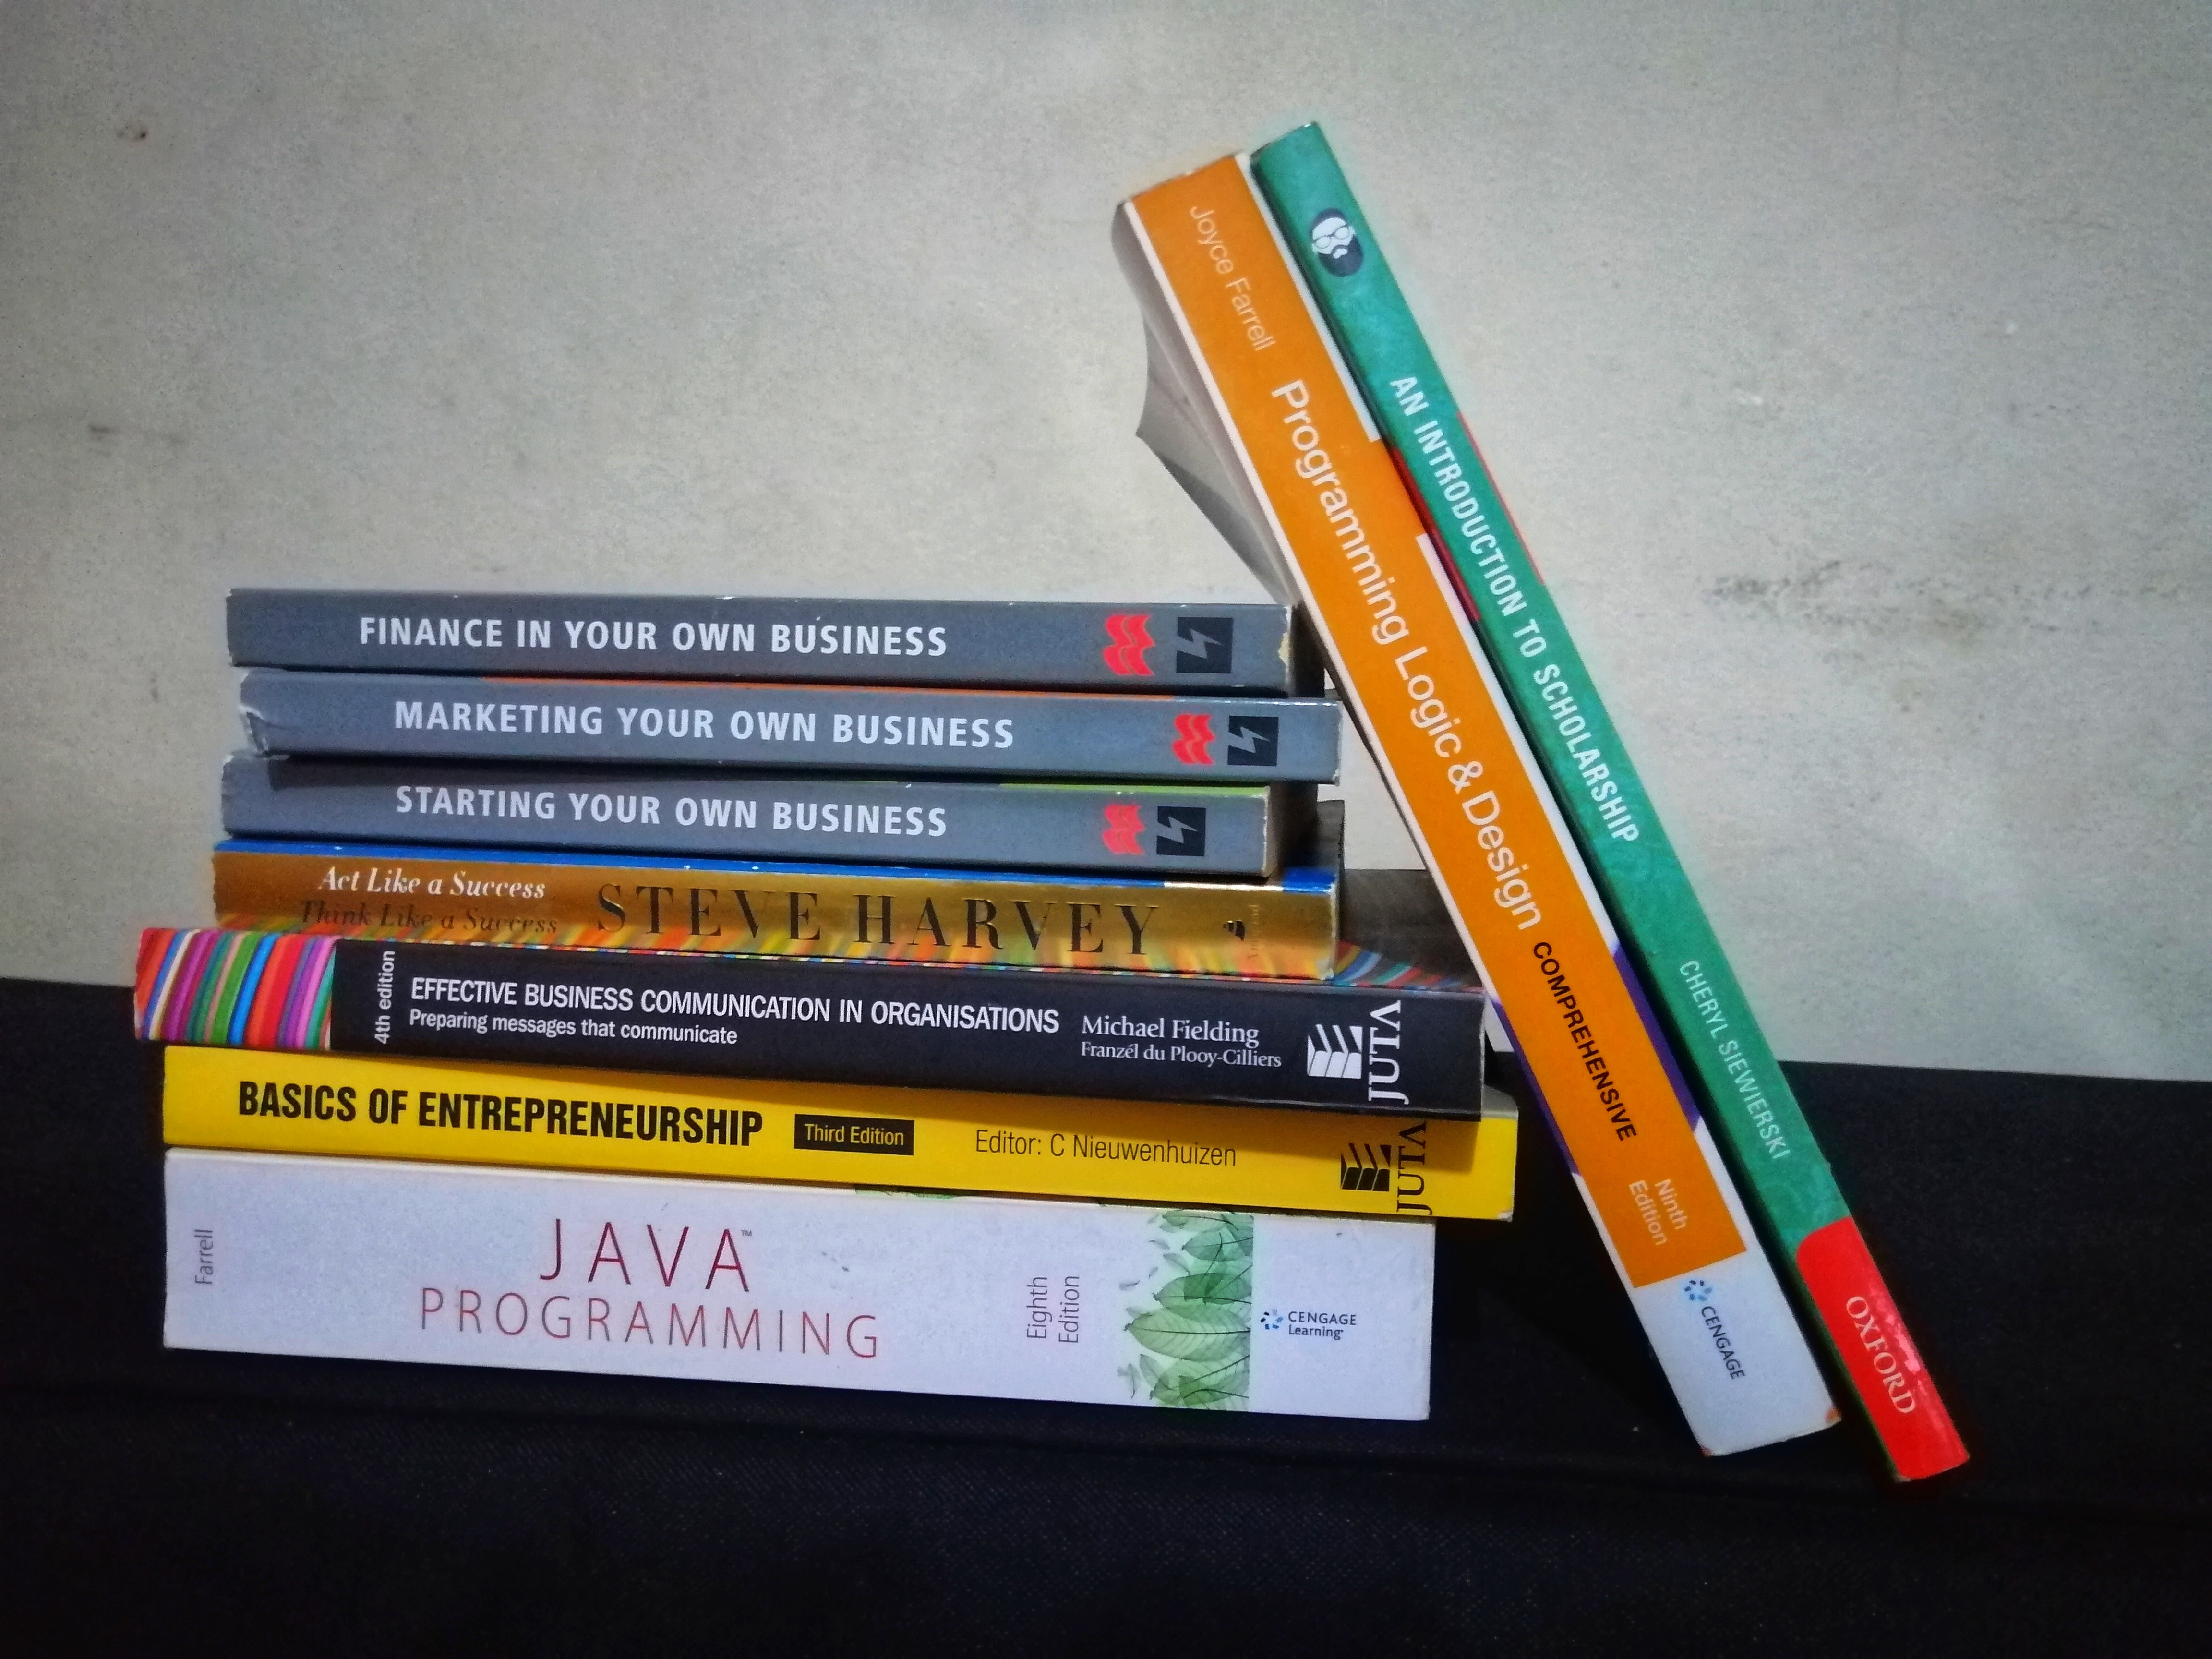 FINANCE IN YOUR OWN BUSINESS
MARKETING YOUR OWN BUSINESS
STARTING YOUR OWN BUSINESS
Act Like a Success
Think Like a Success
STEVE HARVEY
4th edition
EFFECTIVE BUSINESS COMMUNICATION IN ORGANISATIONS
Preparing messages that communicate
Michael Fielding
Franzél du Plooy-Cilliers
JUTA
BASICS OF ENTREPRENEURSHIP
Third Edition
Editor: C Nieuwenhuizen
JUTA
Farrell
JAVA™
PROGRAMMING
Eighth
Edition
CENGAGE
Learning™
Joyce Farrell
Programming Logic & Design
COMPREHENSIVE
Ninth
Edition
CENGAGE
AN INTRODUCTION TO SCHOLARSHIP
CHERYL SIEWIERSKI
OXFORD